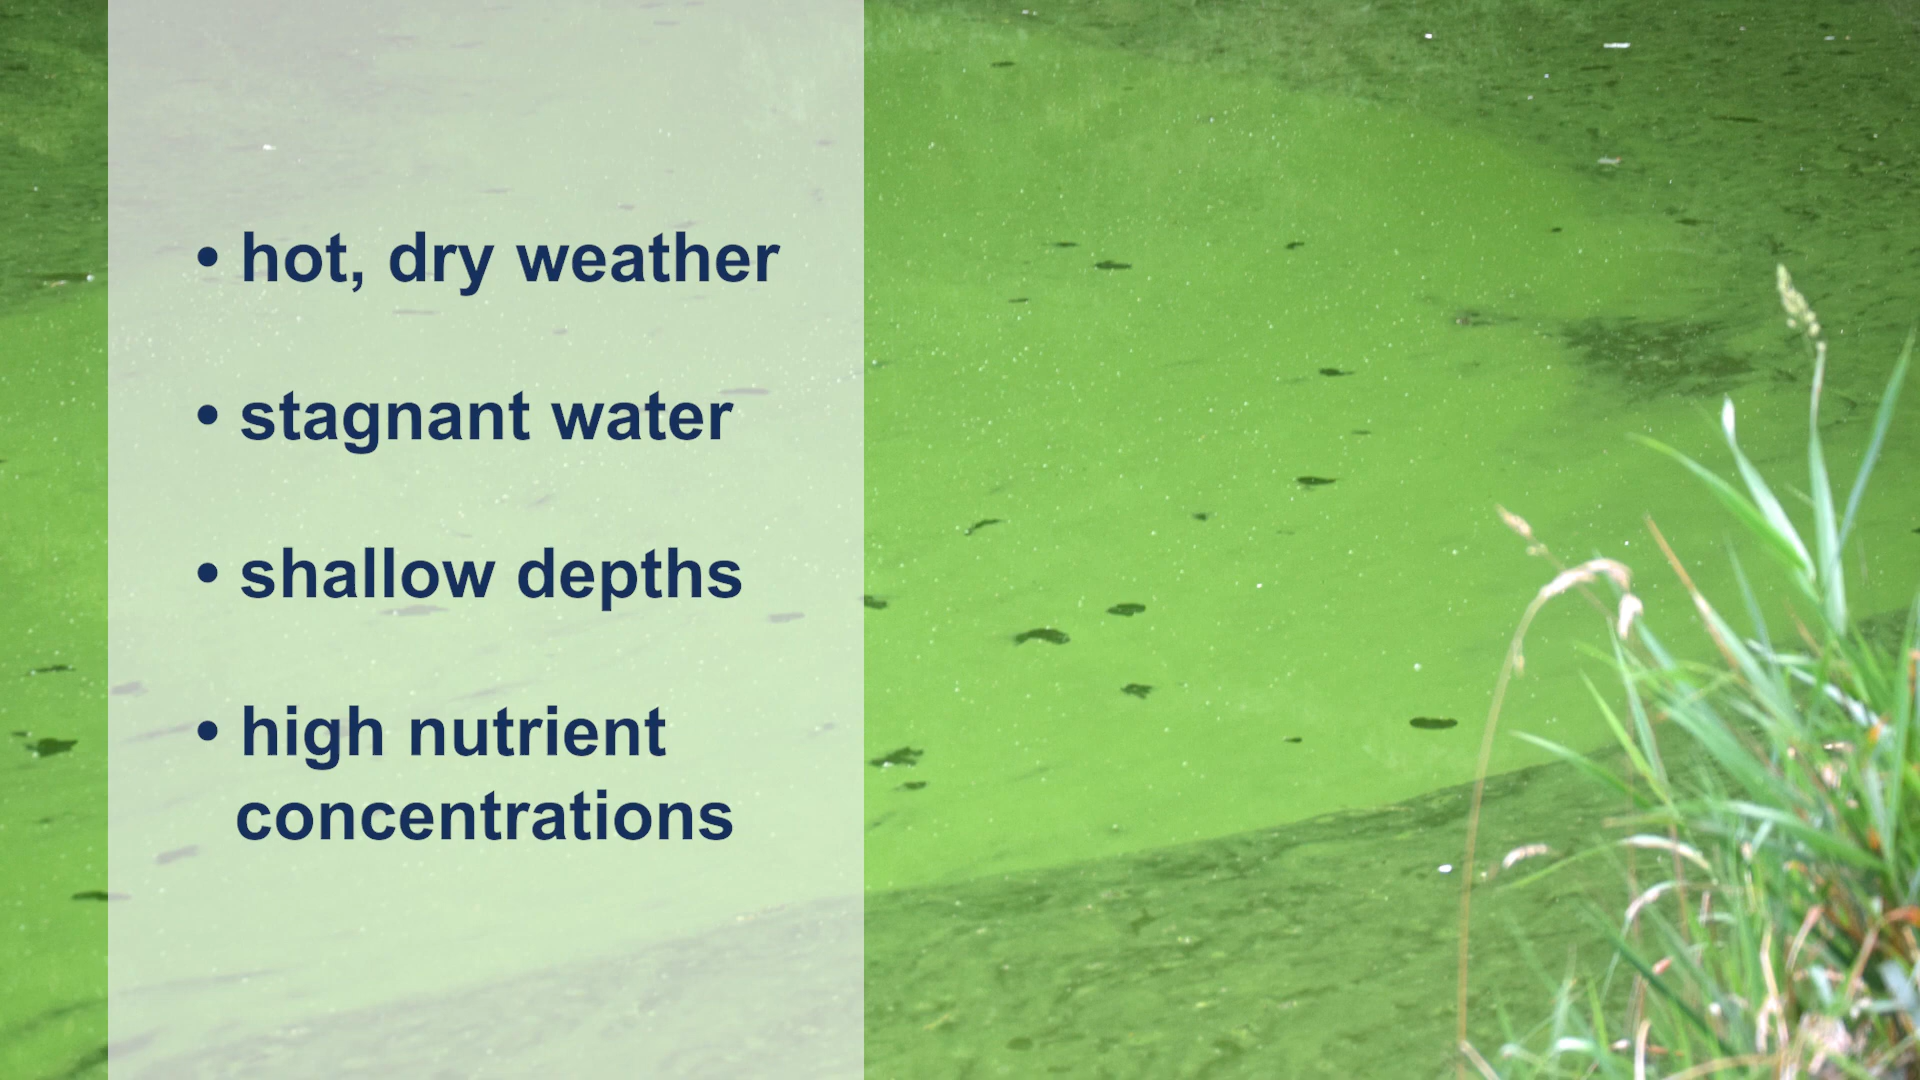 • hot, dry weather
• stagnant water
• shallow depths
• high nutrient
concentrations